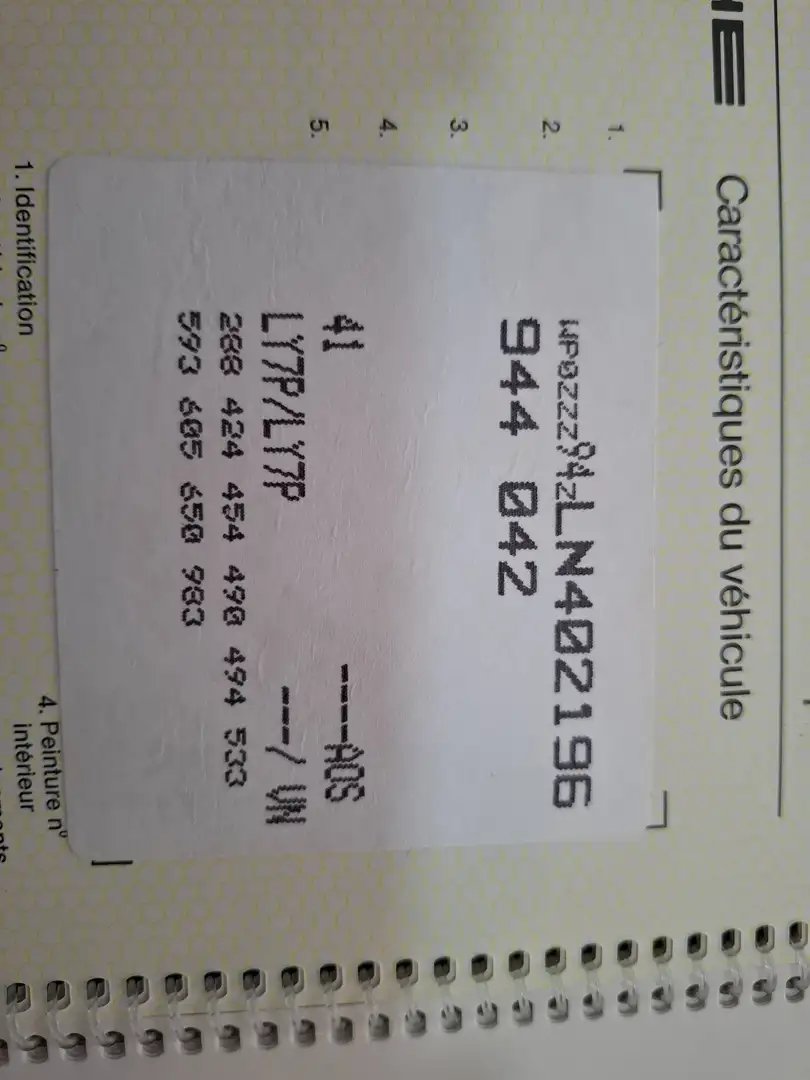 Caractéristiques du véhicule
1.
WP0ZZZ94ZLN402196
2.
944 042
3.
4.
41 ----A0S
5.
LY7P/LY7P ---/ VN
288 424 454 490 494 533
593 605 650 983
1. Identification
4. Peinture nº
intérieur